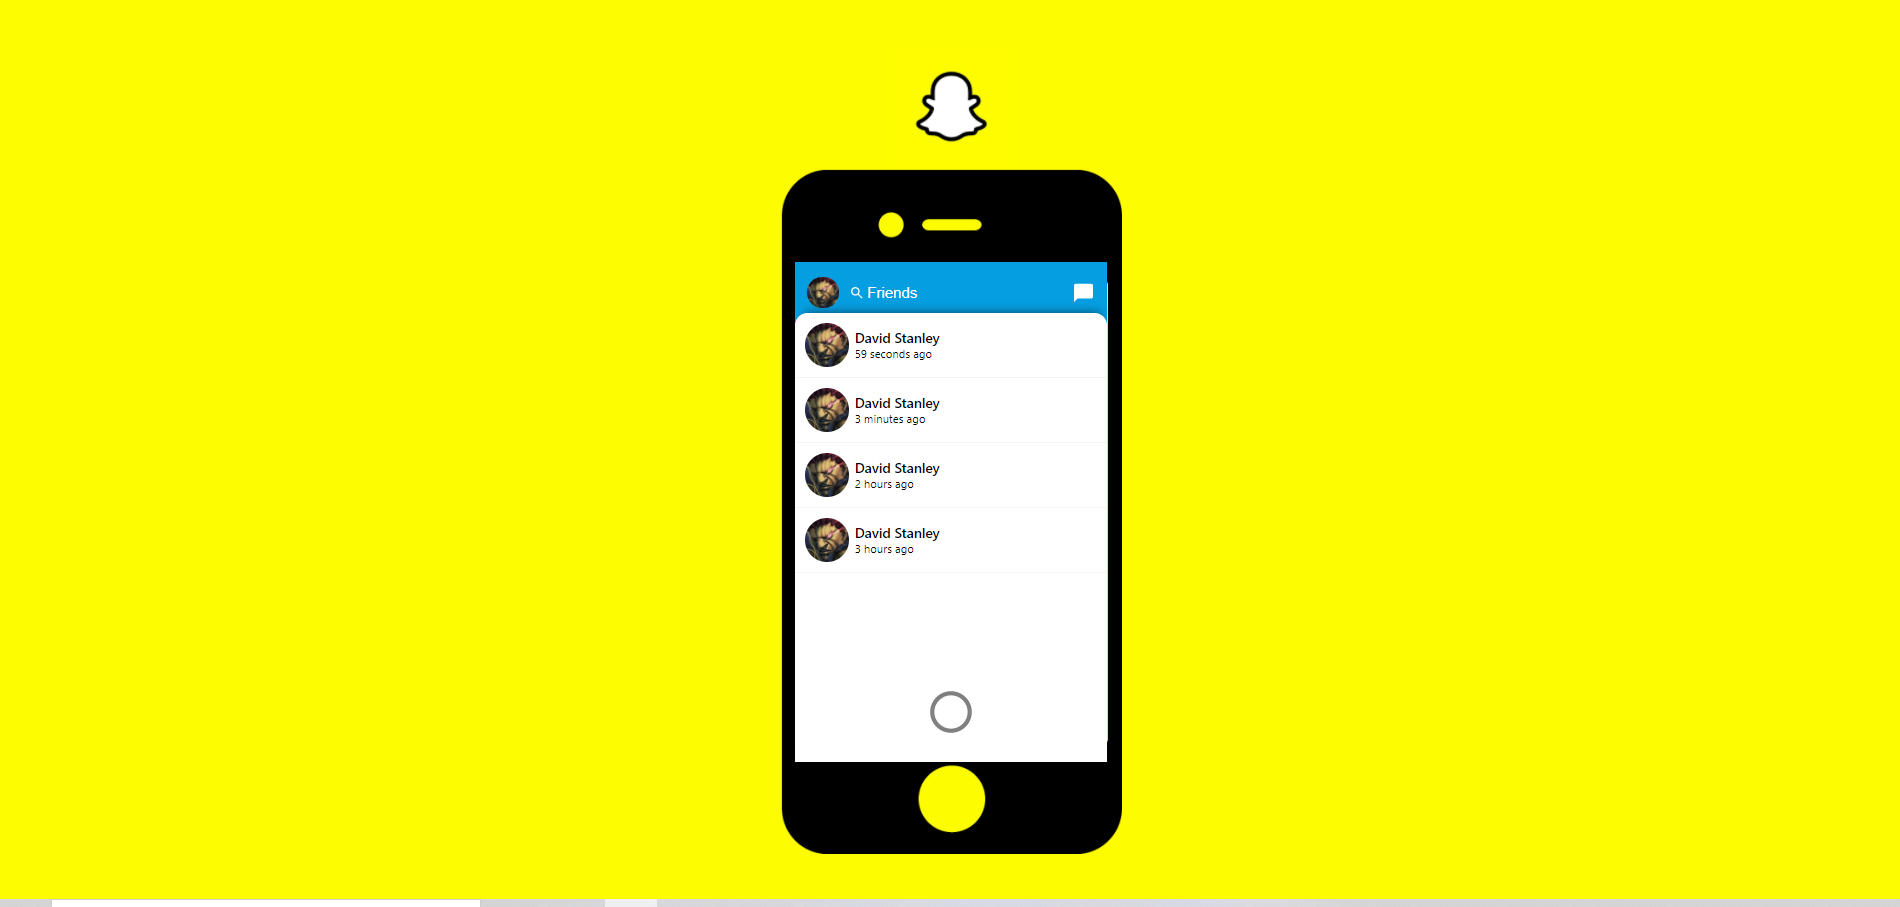 Friends
David Stanley
59 seconds ago
David Stanley
3 minutes ago
David Stanley
2 hours ago
David Stanley
3 hours ago